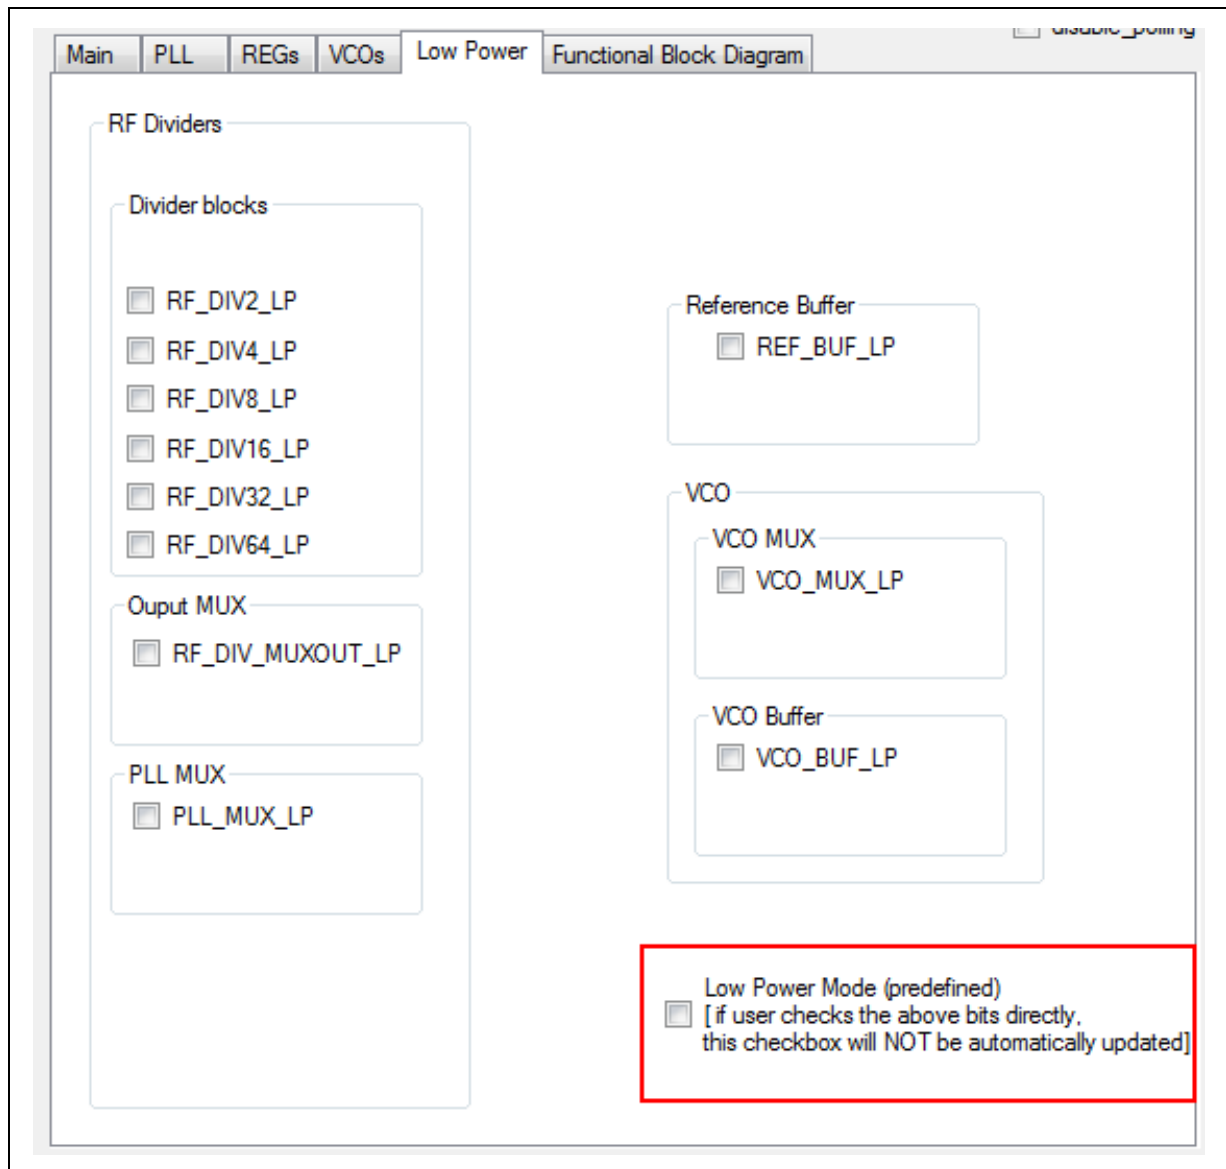 disable_polling
Main PLL REGs VCOs Low Power Functional Block Diagram
RF Dividers
Divider blocks
RF_DIV2_LP
RF_DIV4_LP
RF_DIV8_LP
RF_DIV16_LP
RF_DIV32_LP
RF_DIV64_LP
Ouput MUX
RF_DIV_MUXOUT_LP
PLL MUX
PLL_MUX_LP
Reference Buffer
REF_BUF_LP
VCO
VCO MUX
VCO_MUX_LP
VCO Buffer
VCO_BUF_LP
Low Power Mode (predefined)
[ if user checks the above bits directly,
this checkbox will NOT be automatically updated]